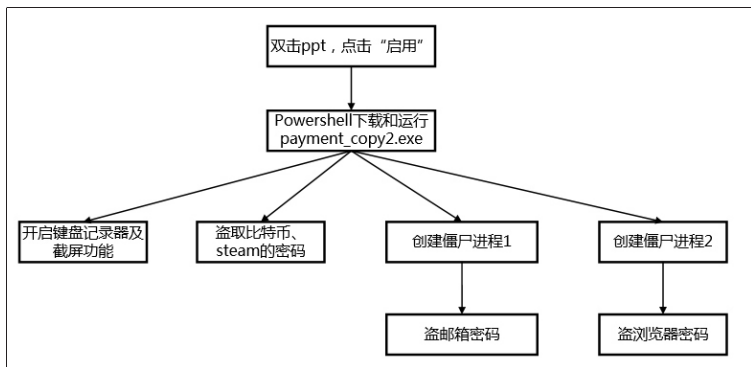 双击ppt，点击“启用”
Powershell下载和运行
payment_copy2.exe
开启键盘记录器及
截屏功能
盗取比特币、
steam的密码
创建僵尸进程1
创建僵尸进程2
盗邮箱密码
盗浏览器密码